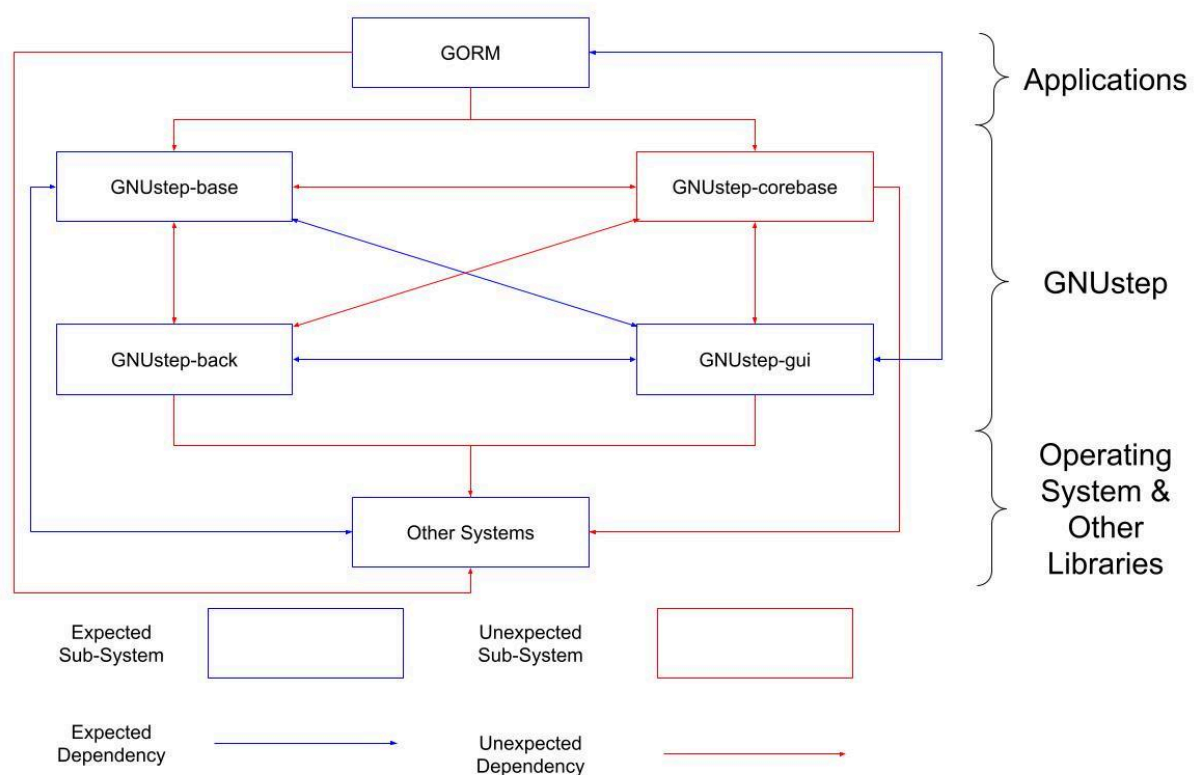 GORM
Applications
GNUstep-base
GNUstep-corebase
GNUstep
GNUstep-back
GNUstep-gui
Operating
System &
Other
Libraries
Other Systems
Expected
Sub-System
Unexpected
Sub-System
Expected
Dependency
Unexpected
Dependency